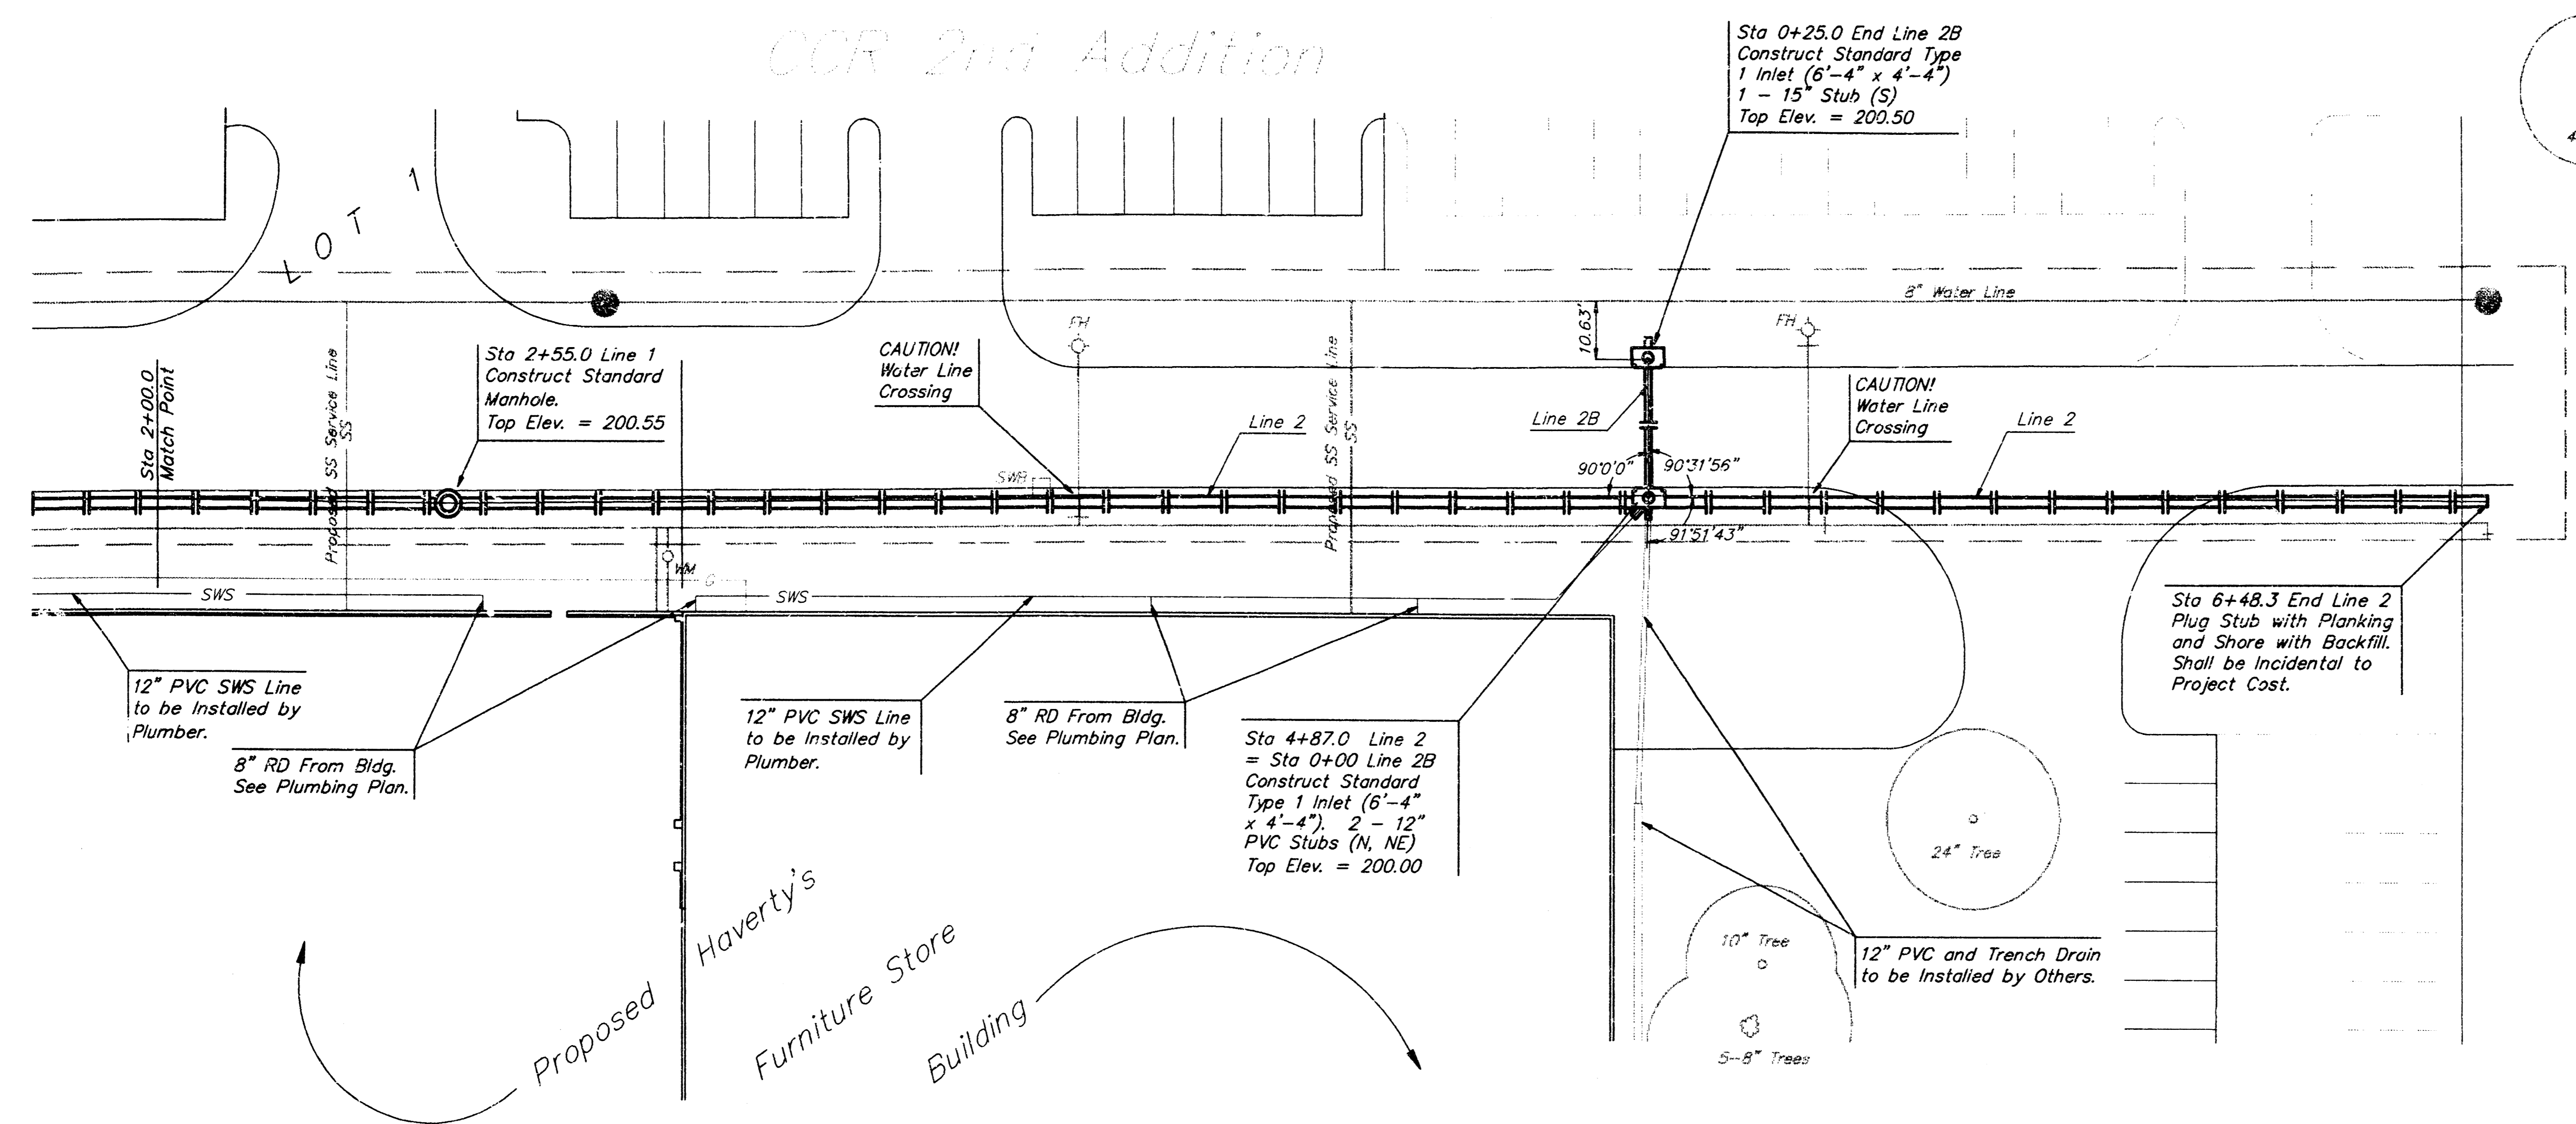 CCR 2nd Addition
Sta 0+25.0 End Line 2B
Construct Standard Type
1 Inlet (6'-4" x 4'-4")
1 - 15" Stub (S)
Top Elev. = 200.50
4
LOT 1
8" Water Line
10.63'
FH
FH
Sta 2+00.0
Match Point
Proposed SS Service Line
SS
Sta 2+55.0 Line 1
Construct Standard
Manhole.
Top Elev. = 200.55
CAUTION!
Water Line
Crossing
Line 2
Proposed SS Service Line
SS
Line 2B
CAUTION!
Water Line
Crossing
Line 2
90°0'0"
90°31'56"
91°51'43"
WM
G
SWS
SWS
12" PVC SWS Line
to be Installed by
Plumber.
8" RD From Bldg.
See Plumbing Plan.
12" PVC SWS Line
to be Installed by
Plumber.
8" RD From Bldg.
See Plumbing Plan.
Sta 4+87.0 Line 2
= Sta 0+00 Line 2B
Construct Standard
Type 1 Inlet (6'-4"
x 4'-4"). 2 - 12"
PVC Stubs (N, NE)
Top Elev. = 200.00
Sta 6+48.3 End Line 2
Plug Stub with Planking
and Shore with Backfill.
Shall be Incidental to
Project Cost.
24" Tree
10" Tree
5-8" Trees
12" PVC and Trench Drain
to be Installed by Others.
Proposed Haverty's
Furniture Store
Building